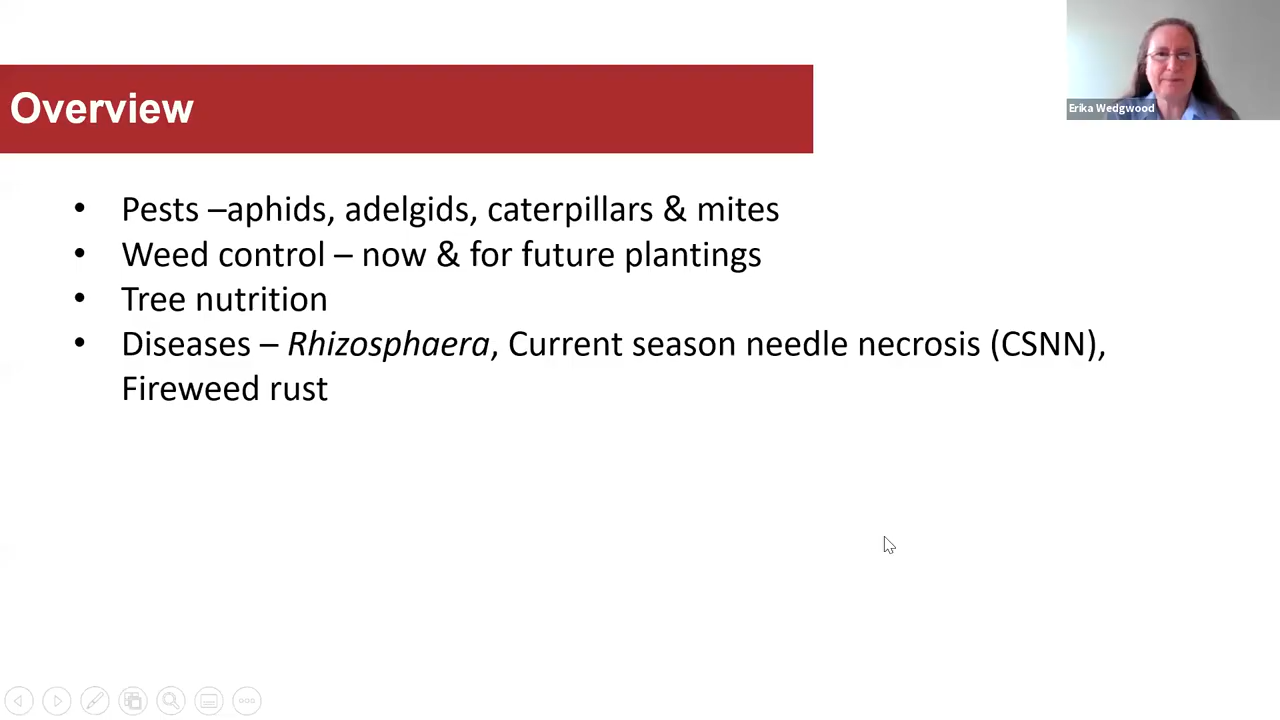 Overview
Erika Wedgwood
• Pests –aphids, adelgids, caterpillars & mites
• Weed control – now & for future plantings
• Tree nutrition
• Diseases – Rhizosphaera, Current season needle necrosis (CSNN),
Fireweed rust